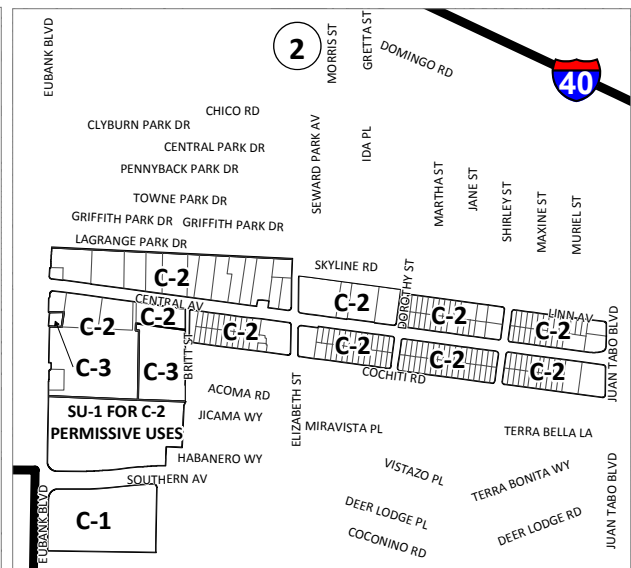 EUBANK BLVD
2
MORRIS ST
GRETTA ST
DOMINGO RD
40
CHICO RD
CLYBURN PARK DR
CENTRAL PARK DR
PENNYBACK PARK DR
SEWARD PARK AV
IDA PL
MARTHA ST
JANE ST
SHIRLEY ST
MAXINE ST
MURIEL ST
TOWNE PARK DR
GRIFFITH PARK DR
GRIFFITH PARK DR
LAGRANGE PARK DR
SKYLINE RD
DOROTHY ST
C-2
CENTRAL AV
C-2
C-2
LINN AV
C-2
C-2
C-2
C-2
C-2
C-2
C-2
JUAN TABO BLVD
BRITT ST
C-3
C-3
COCHITI RD
ACOMA RD
ELIZABETH ST
SU-1 FOR C-2
PERMISSIVE USES
JICAMA WY
MIRAVISTA PL
TERRA BELLA LA
HABANERO WY
SOUTHERN AV
VISTAZO PL
TERRA BONITA WY
JUAN TABO BLVD
EUBANK BLVD
C-1
DEER LODGE PL
DEER LODGE RD
COCONINO RD